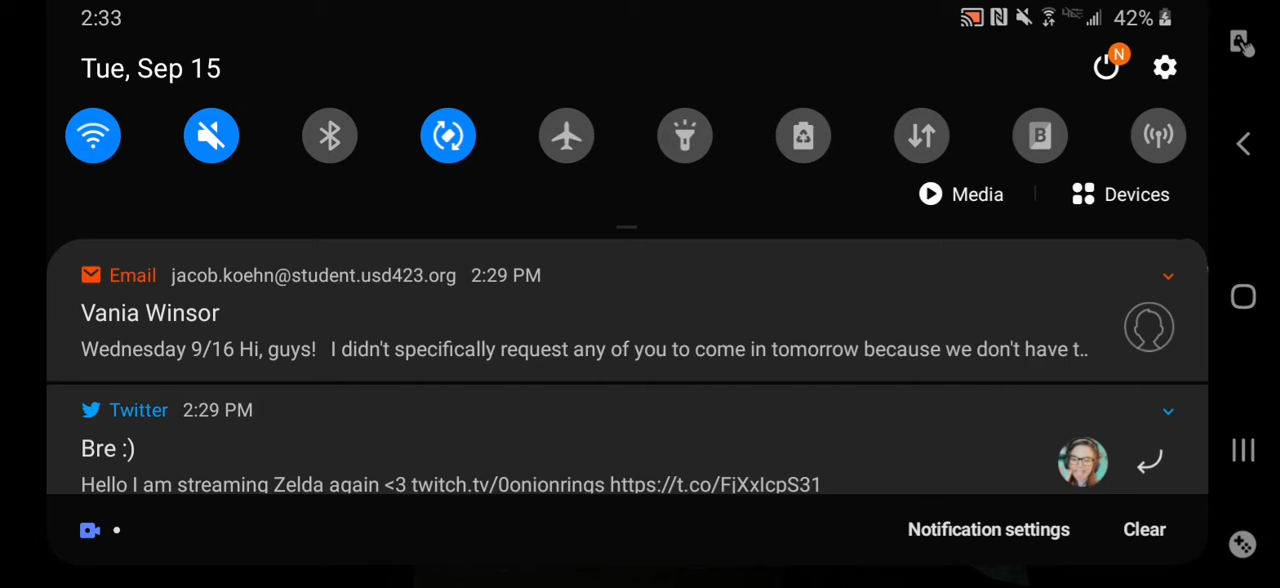 2:33 42%
Tue, Sep 15 N
B
Media | Devices
Email jacob.koehn@student.usd423.org 2:29 PM
Vania Winsor
Wednesday 9/16 Hi, guys! I didn't specifically request any of you to come in tomorrow because we don't have t..
Twitter 2:29 PM
Bre :)
Hello I am streaming Zelda again <3 twitch.tv/0onionrings https://t.co/FjXxIcpS31
Notification settings Clear